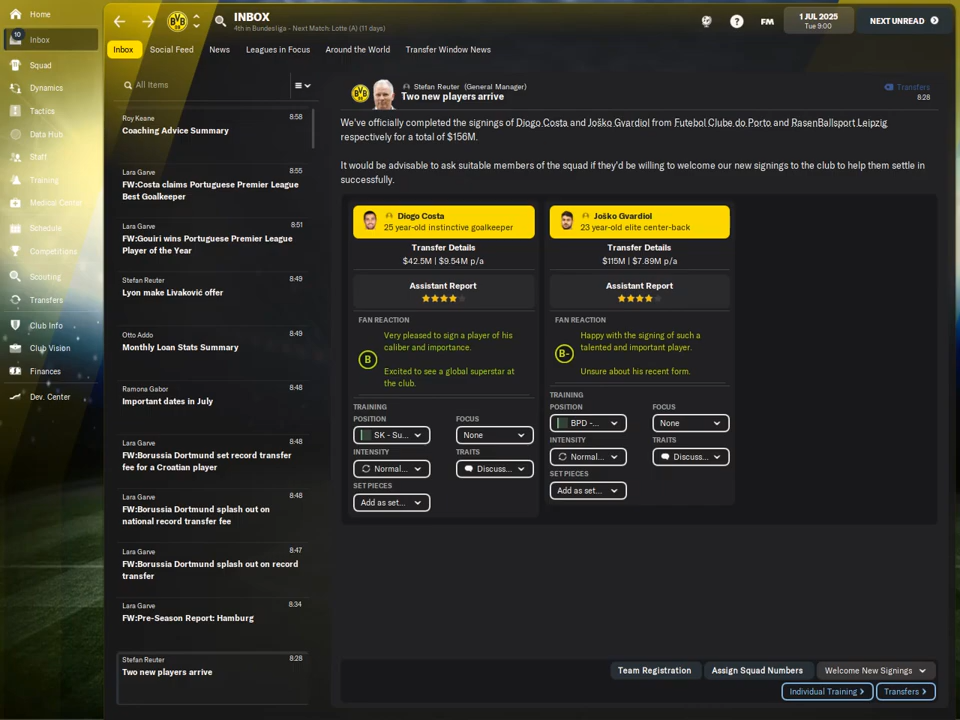 Home
10
Inbox
Squad
Dynamics
Tactics
Data Hub
Staff
Training
Medical Center
Schedule
Competitions
Scouting
Transfers
Club Info
Club Vision
Finances
Dev. Center
BVB
09
INBOX
4th in Bundesliga - Next Match: Lotte (A) (11 days)
?
FM
1 JUL 2025
Tue 9:00
NEXT UNREAD
Inbox
Social Feed
News
Leagues in Focus
Around the World
Transfer Window News
All Items
Roy Keane
8:58
Coaching Advice Summary
Lara Garve
8:55
FW:Costa claims Portuguese Premier League
Best Goalkeeper
Lara Garve
8:51
FW:Gouiri wins Portuguese Premier League
Player of the Year
Stefan Reuter
8:49
Lyon make Livaković offer
Otto Addo
8:49
Monthly Loan Stats Summary
Ramona Gabor
8:48
Important dates in July
Lara Garve
8:48
FW:Borussia Dortmund set record transfer
fee for a Croatian player
Lara Garve
8:48
FW:Borussia Dortmund splash out on
national record transfer fee
Lara Garve
8:47
FW:Borussia Dortmund splash out on record
transfer
Lara Garve
8:34
FW:Pre-Season Report: Hamburg
Stefan Reuter
8:28
Two new players arrive
BVB
09
Stefan Reuter (General Manager)
Two new players arrive
Transfers
8:28
We've officially completed the signings of Diogo Costa and Joško Gvardiol from Futebol Clube do Porto and RasenBallsport Leipzig
respectively for a total of $156M.
It would be advisable to ask suitable members of the squad if they'd be willing to welcome our new signings to the club to help them settle in
successfully.
Diogo Costa
25 year-old instinctive goalkeeper
Transfer Details
$42.5M | $9.54M p/a
Assistant Report
FAN REACTION
B
Very pleased to sign a player of his
caliber and importance.
Excited to see a global superstar at
the club.
TRAINING
POSITION
FOCUS
SK - Su...
None
INTENSITY
TRAITS
Normal...
Discuss...
SET PIECES
Add as set...
Joško Gvardiol
23 year-old elite center-back
Transfer Details
$115M | $7.89M p/a
Assistant Report
FAN REACTION
B-
Happy with the signing of such a
talented and important player.
Unsure about his recent form.
TRAINING
POSITION
FOCUS
BPD -...
None
INTENSITY
TRAITS
Normal...
Discuss...
SET PIECES
Add as set...
Team Registration
Assign Squad Numbers
Welcome New Signings
Individual Training
Transfers